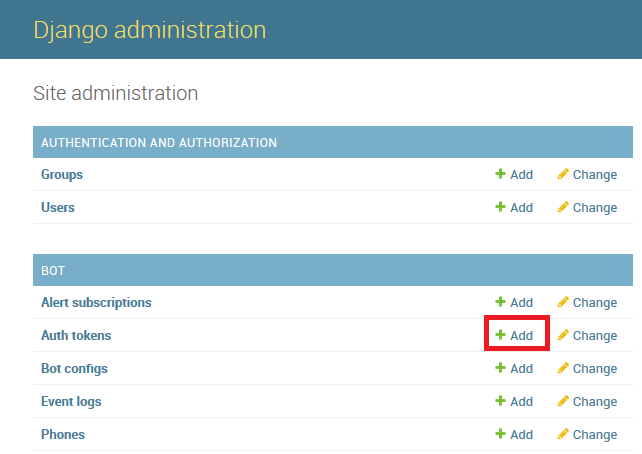 Django administration
Site administration
AUTHENTICATION AND AUTHORIZATION
Groups Add Change
Users Add Change
BOT
Alert subscriptions Add Change
Auth tokens Add Change
Bot configs Add Change
Event logs Add Change
Phones Add Change